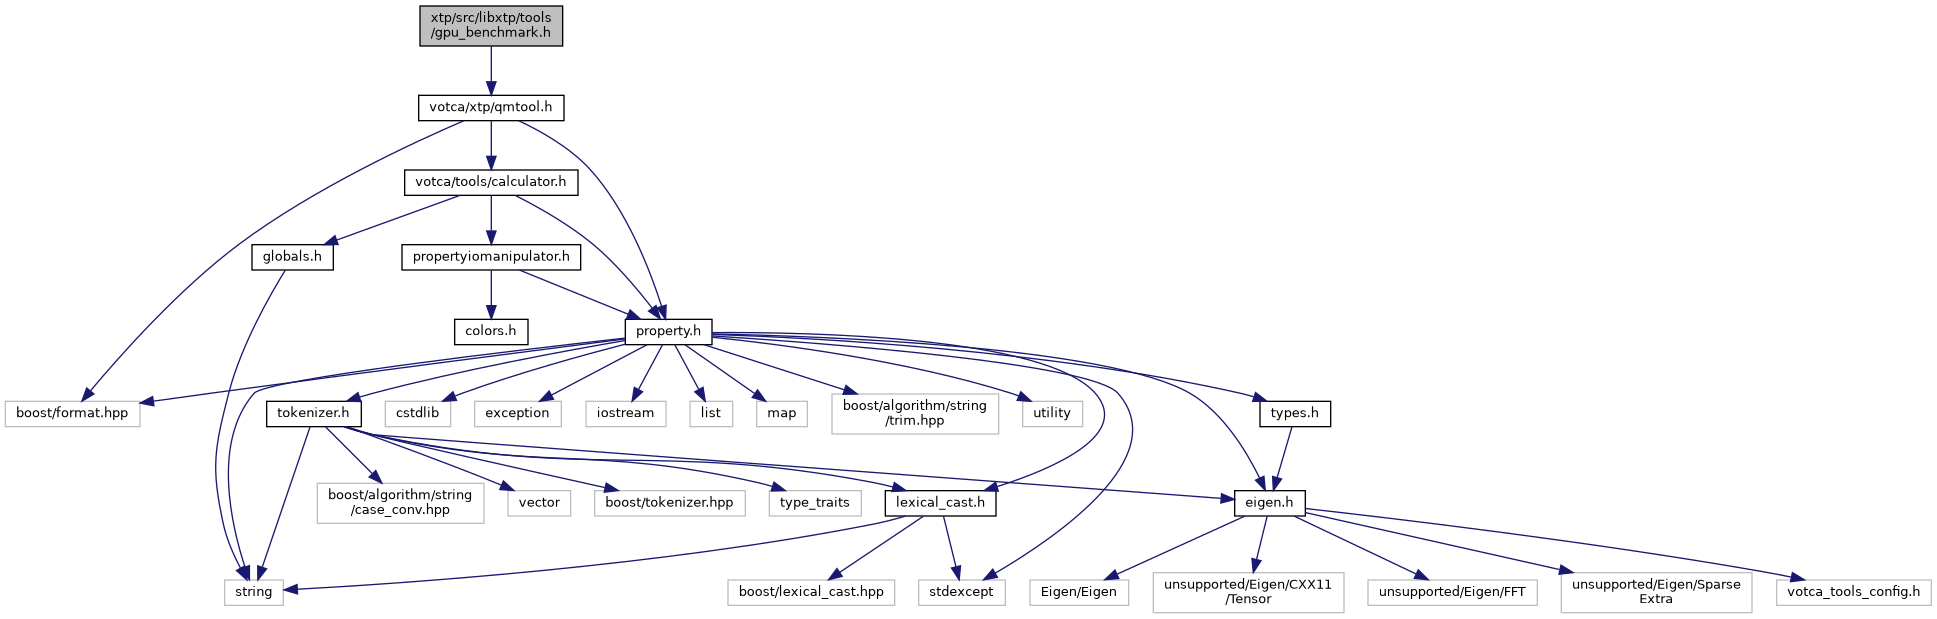 xtp/src/libxtp/tools
/gpu_benchmark.h
votca/xtp/qmtool.h
votca/tools/calculator.h
globals.h
propertyiomanipulator.h
colors.h
property.h
boost/format.hpp
tokenizer.h
cstdlib
exception
iostream
list
map
boost/algorithm/string
/trim.hpp
utility
types.h
boost/algorithm/string
/case_conv.hpp
vector
boost/tokenizer.hpp
type_traits
lexical_cast.h
eigen.h
string
boost/lexical_cast.hpp
stdexcept
Eigen/Eigen
unsupported/Eigen/CXX11
/Tensor
unsupported/Eigen/FFT
unsupported/Eigen/Sparse
Extra
votca_tools_config.h